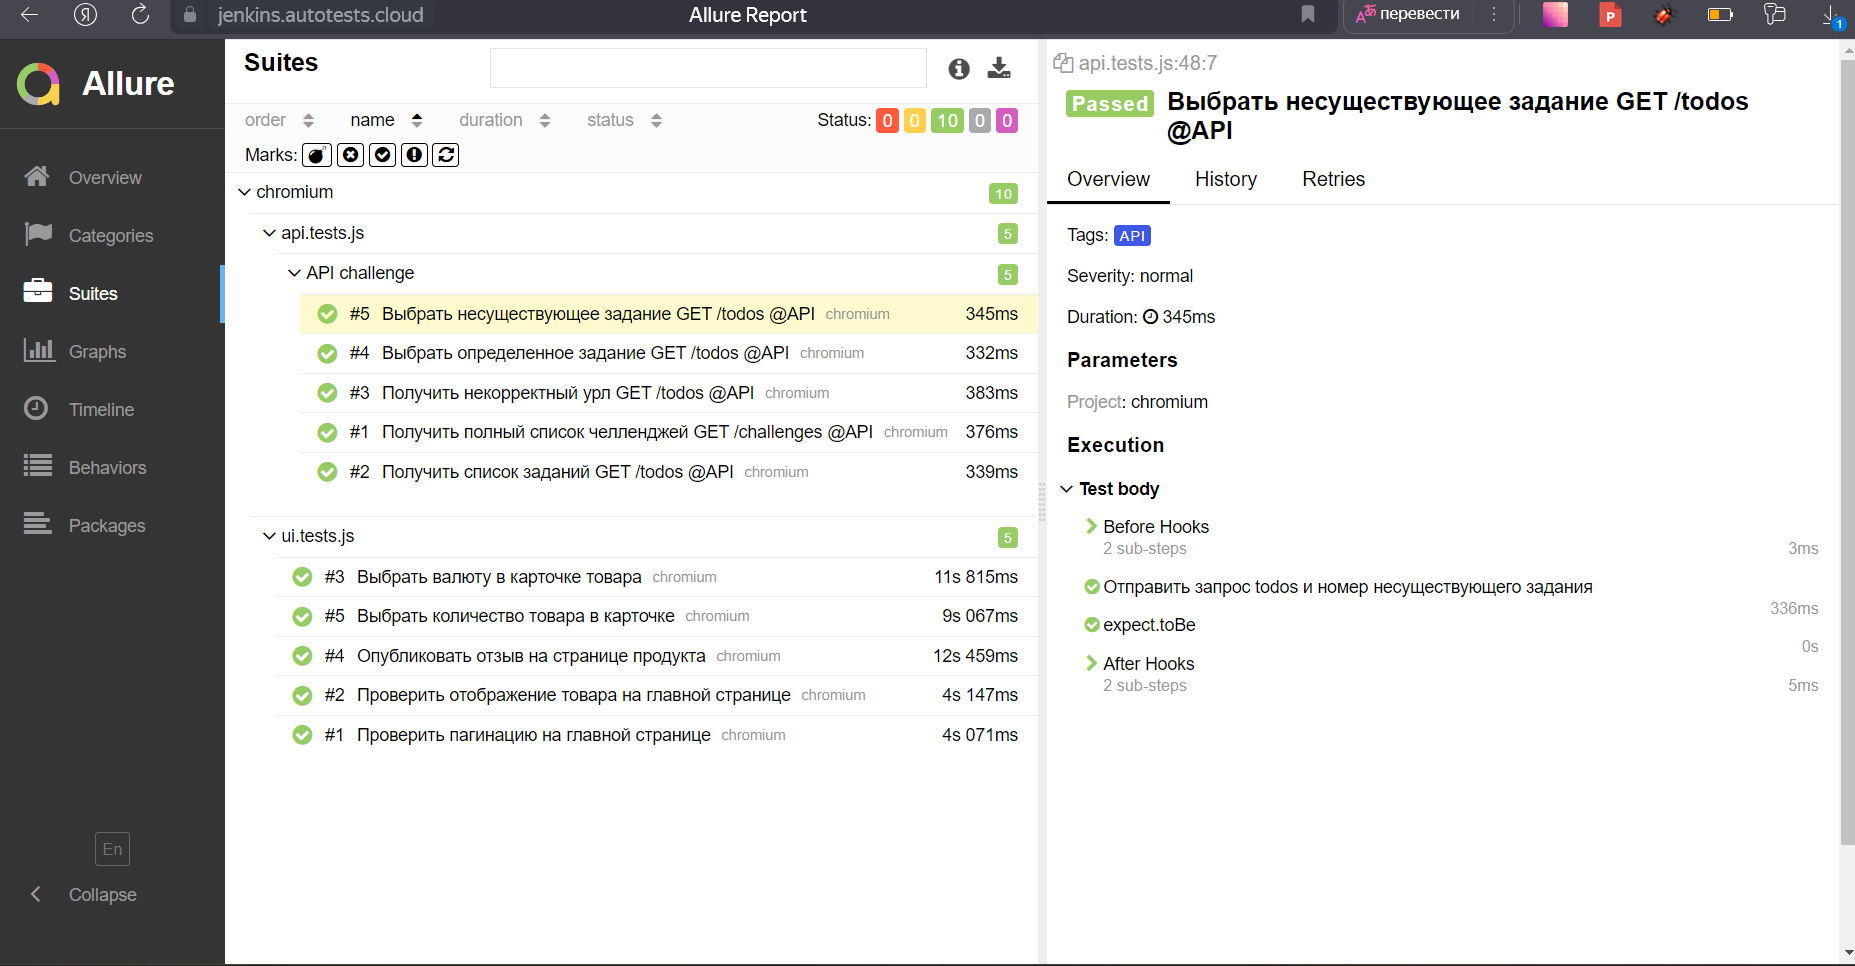 jenkins.autotests.cloud
Allure Report
перевести
1
Allure
Overview
Categories
Suites
Graphs
Timeline
Behaviors
Packages
En
Collapse
Suites
order name duration status Status: 0 0 10 0 0
Marks:
chromium 10
api.tests.js 5
API challenge 5
#5 Выбрать несуществующее задание GET /todos @API chromium 345ms
#4 Выбрать определенное задание GET /todos @API chromium 332ms
#3 Получить некорректный урл GET /todos @API chromium 383ms
#1 Получить полный список челленджей GET /challenges @API chromium 376ms
#2 Получить список заданий GET /todos @API chromium 339ms
ui.tests.js 5
#3 Выбрать валюту в карточке товара chromium 11s 815ms
#5 Выбрать количество товара в карточке chromium 9s 067ms
#4 Опубликовать отзыв на странице продукта chromium 12s 459ms
#2 Проверить отображение товара на главной странице chromium 4s 147ms
#1 Проверить пагинацию на главной странице chromium 4s 071ms
api.tests.js:48:7
Passed Выбрать несуществующее задание GET /todos
@API
Overview History Retries
Tags: API
Severity: normal
Duration: 345ms
Parameters
Project: chromium
Execution
Test body
Before Hooks
2 sub-steps 3ms
Отправить запрос todos и номер несуществующего задания
336ms
expect.toBe
0s
After Hooks
2 sub-steps 5ms